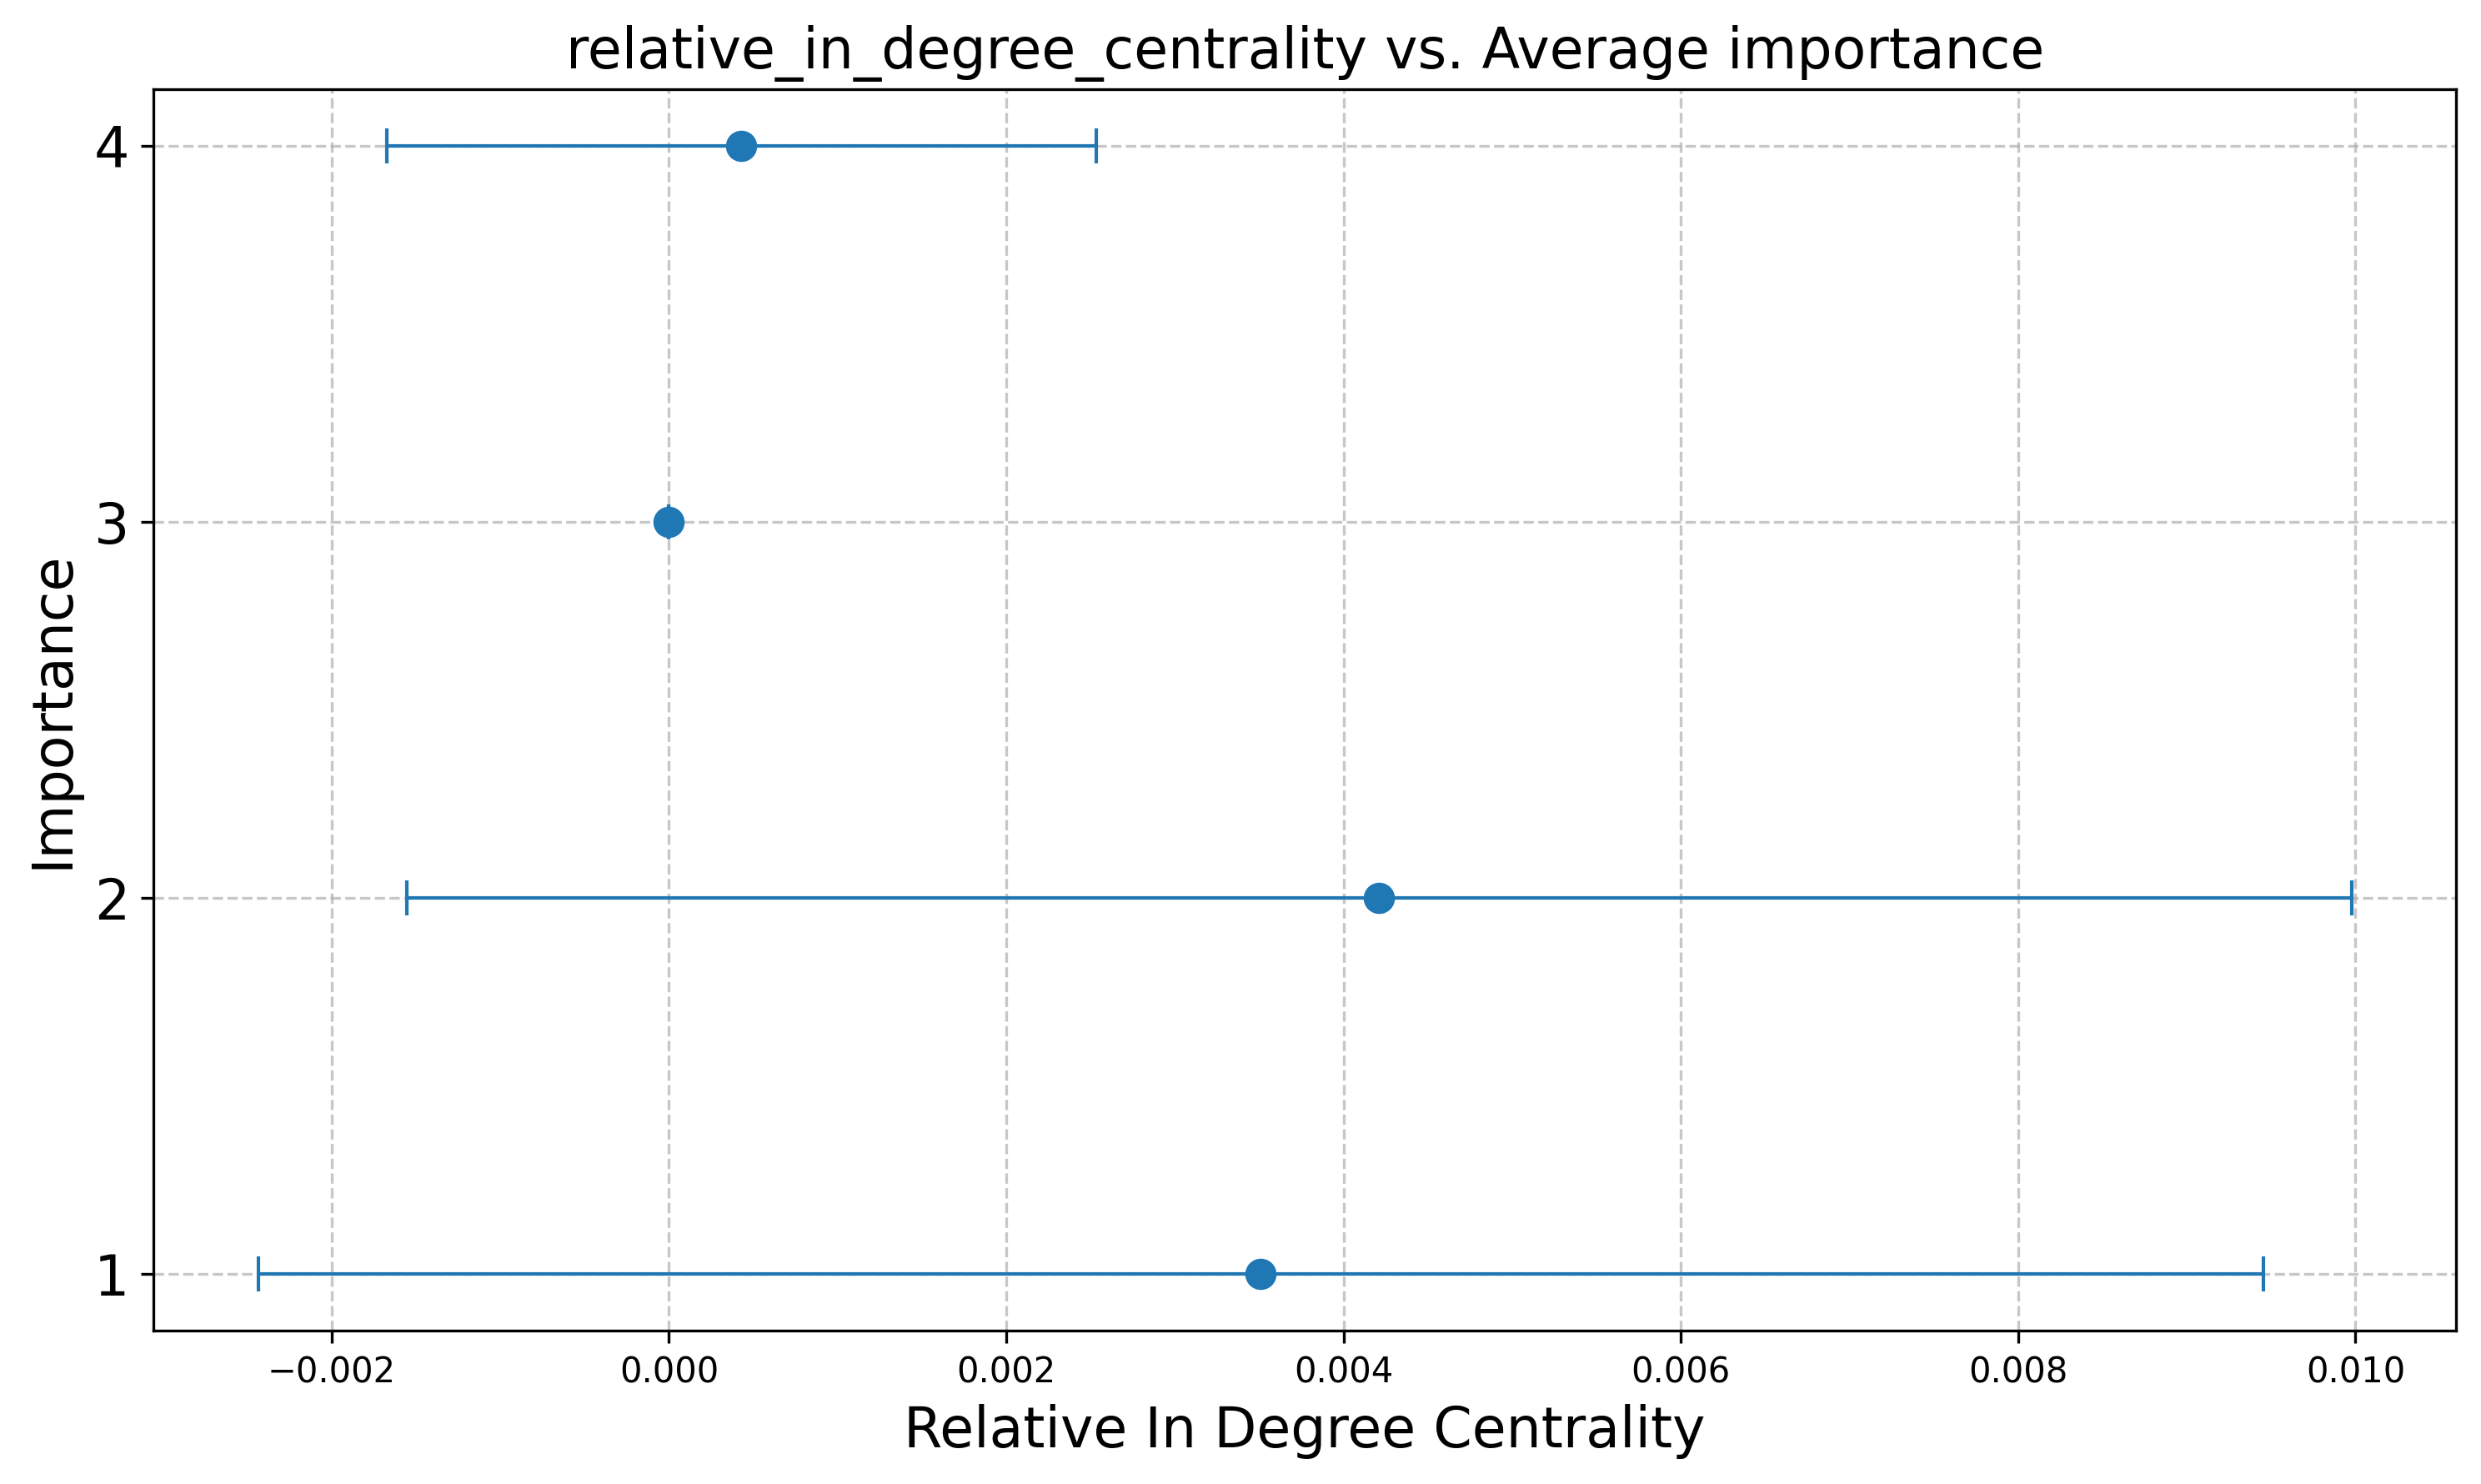 relative_in_degree_centrality vs. Average importance
4
3
2
1
Importance
−0.002 0.000 0.002 0.004 0.006 0.008 0.010
Relative In Degree Centrality